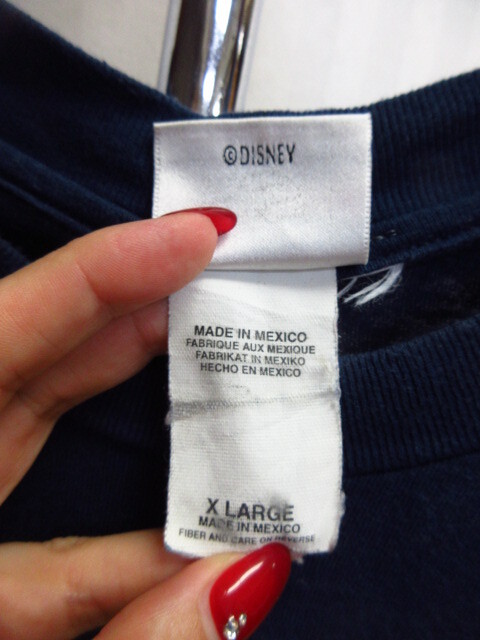 ©DISNEY
MADE IN MEXICO
FABRIQUE AUX MEXIQUE
FABRIKAT IN MEXIKO
HECHO EN MEXICO
X LARGE
MADE IN MEXICO
FIBER AND CARE ON REVERSE